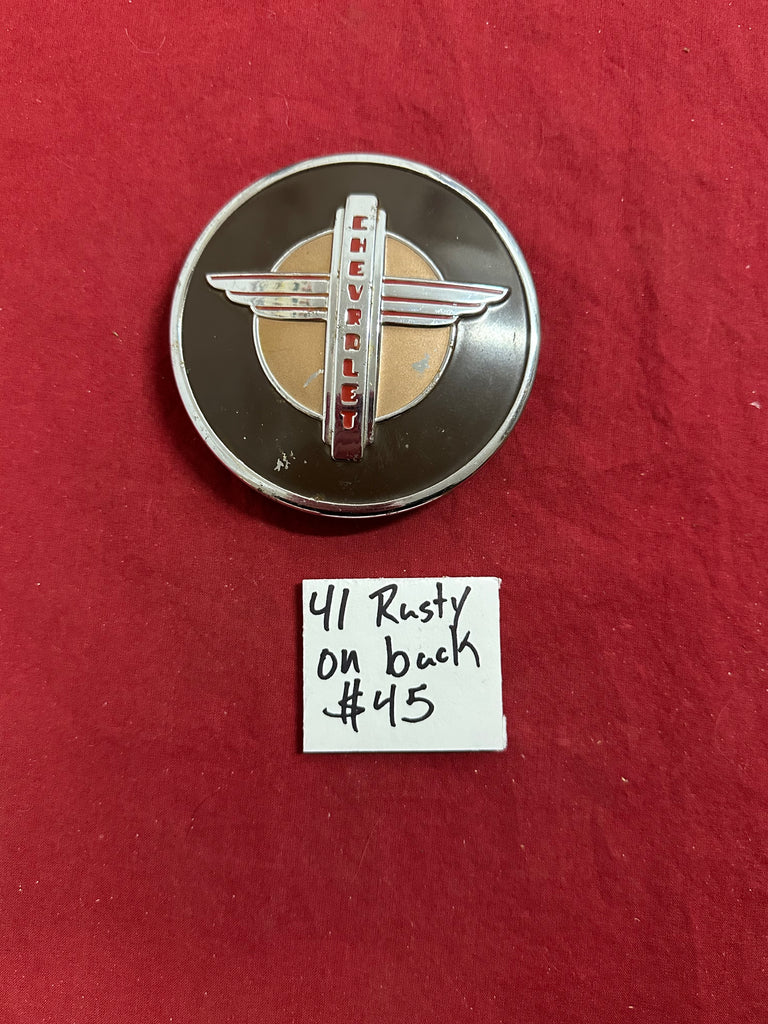 CHEVROLET
41 Rusty
on back
$45